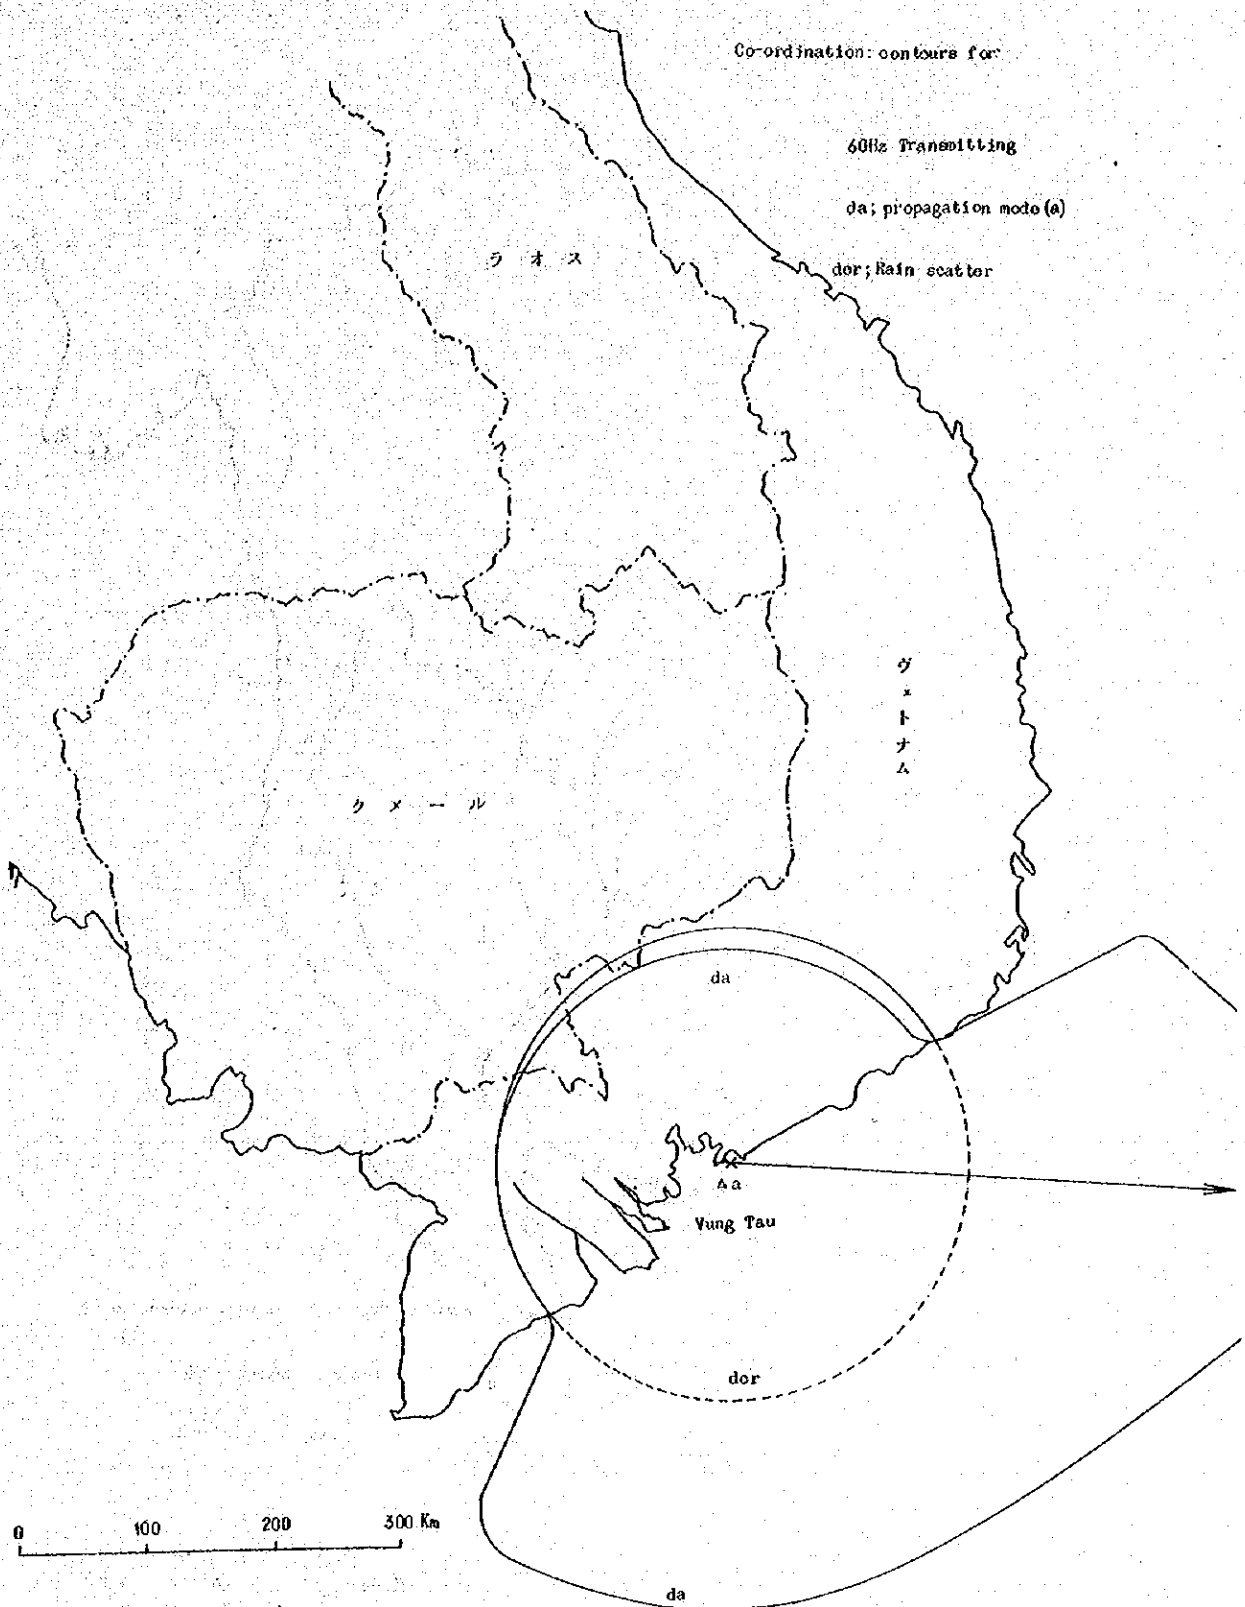 Co-ordination: contours for
6GHz Transmitting
da; propagation mode (a)
dor; Rain scatter
ラオス
ヴェトナム
クメール
da
Δa
Vung Tau
dor
0 100 200 300 Km
da